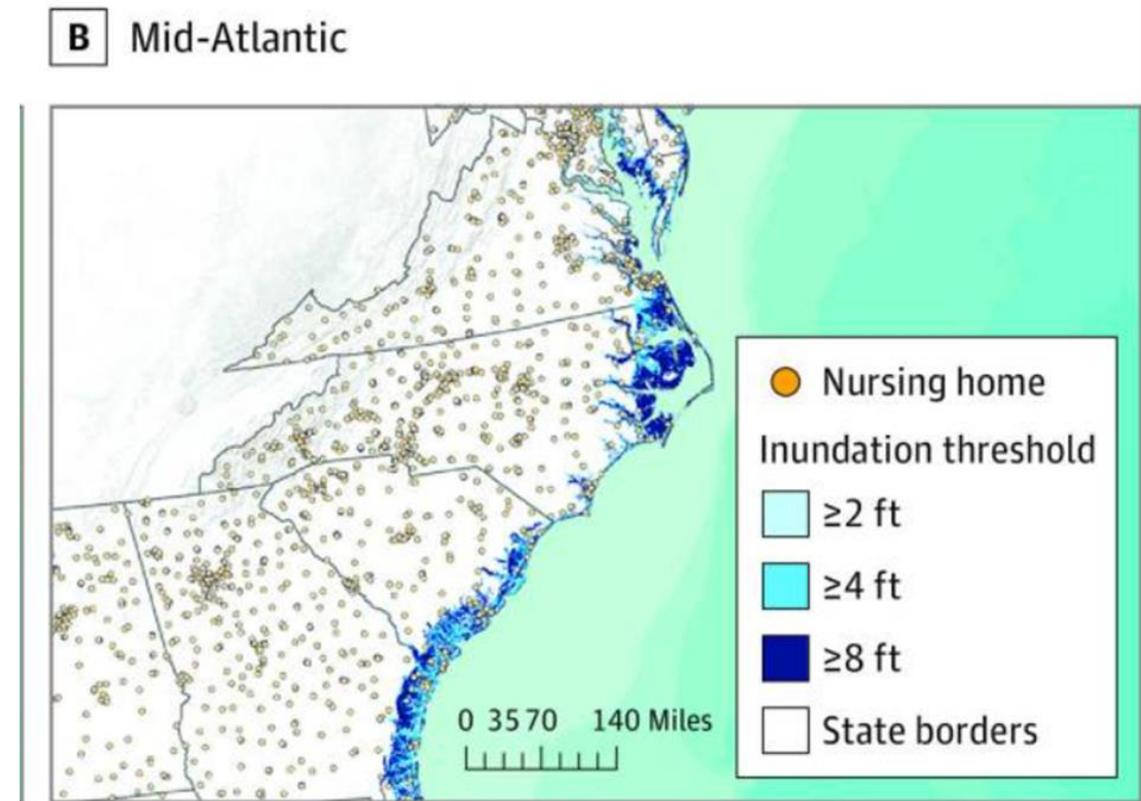 B Mid-Atlantic
Nursing home
Inundation threshold
≥2 ft
≥4 ft
≥8 ft
State borders
0 35 70 140 Miles